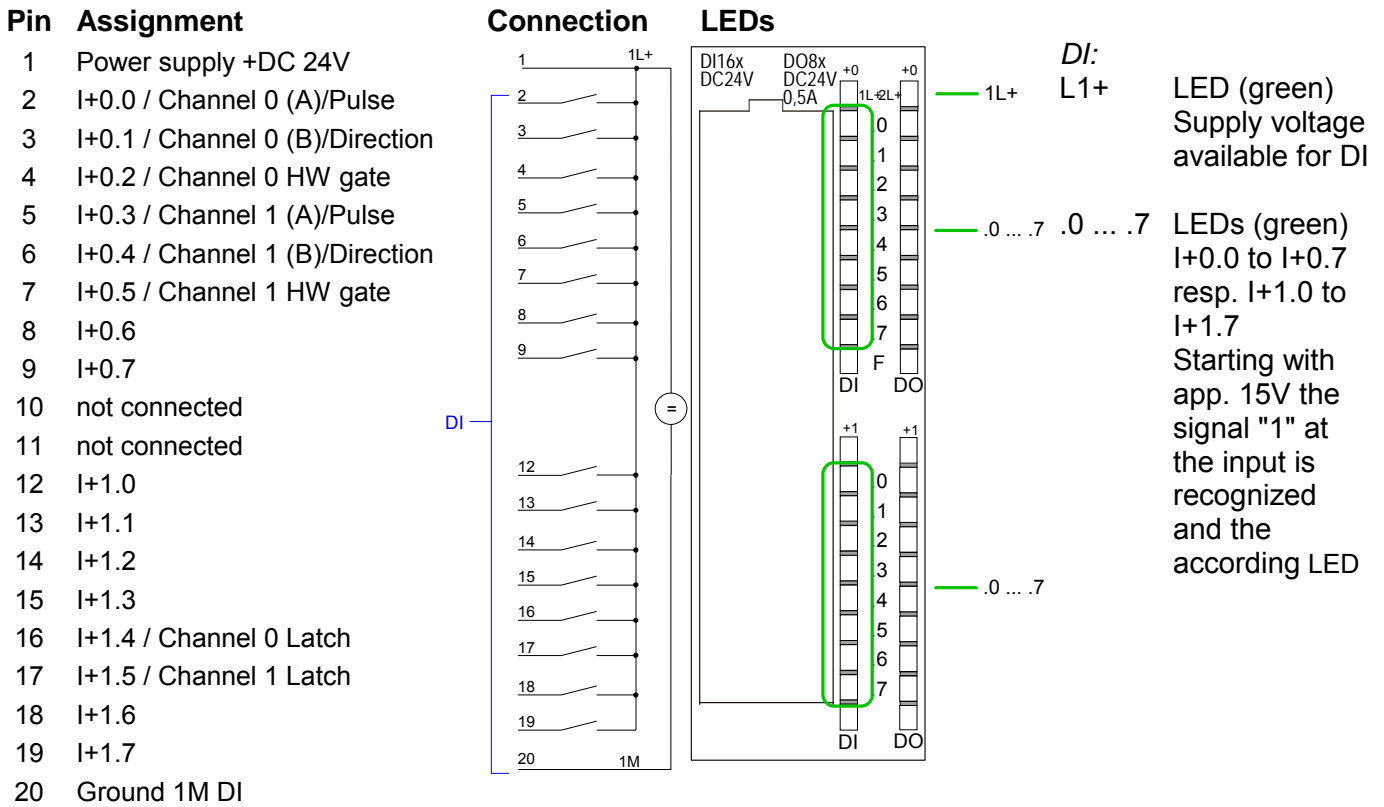 Pin Assignment Connection LEDs
1 Power supply +DC 24V
2 I+0.0 / Channel 0 (A)/Pulse
3 I+0.1 / Channel 0 (B)/Direction
4 I+0.2 / Channel 0 HW gate
5 I+0.3 / Channel 1 (A)/Pulse
6 I+0.4 / Channel 1 (B)/Direction
7 I+0.5 / Channel 1 HW gate
8 I+0.6
9 I+0.7
10 not connected
11 not connected
12 I+1.0
13 I+1.1
14 I+1.2
15 I+1.3
16 I+1.4 / Channel 0 Latch
17 I+1.5 / Channel 1 Latch
18 I+1.6
19 I+1.7
20 Ground 1M DI
DI
1 1L+
2
3
4
5
6
7
8
9
=
12
13
14
15
16
17
18
19
20 1M
DI16x DO8x
DC24V DC24V
0,5A
+0 +0
1L+ 2L+
.0
.1
.2
.3
.4
.5
.6
.7
F
DI DO
+1 +1
.0
.1
.2
.3
.4
.5
.6
.7
DI DO
1L+
.0 ... .7
.0 ... .7
DI:
L1+ LED (green)
Supply voltage
available for DI
.0 ... .7 LEDs (green)
I+0.0 to I+0.7
resp. I+1.0 to
I+1.7
Starting with
app. 15V the
signal "1" at
the input is
recognized
and the
according LED